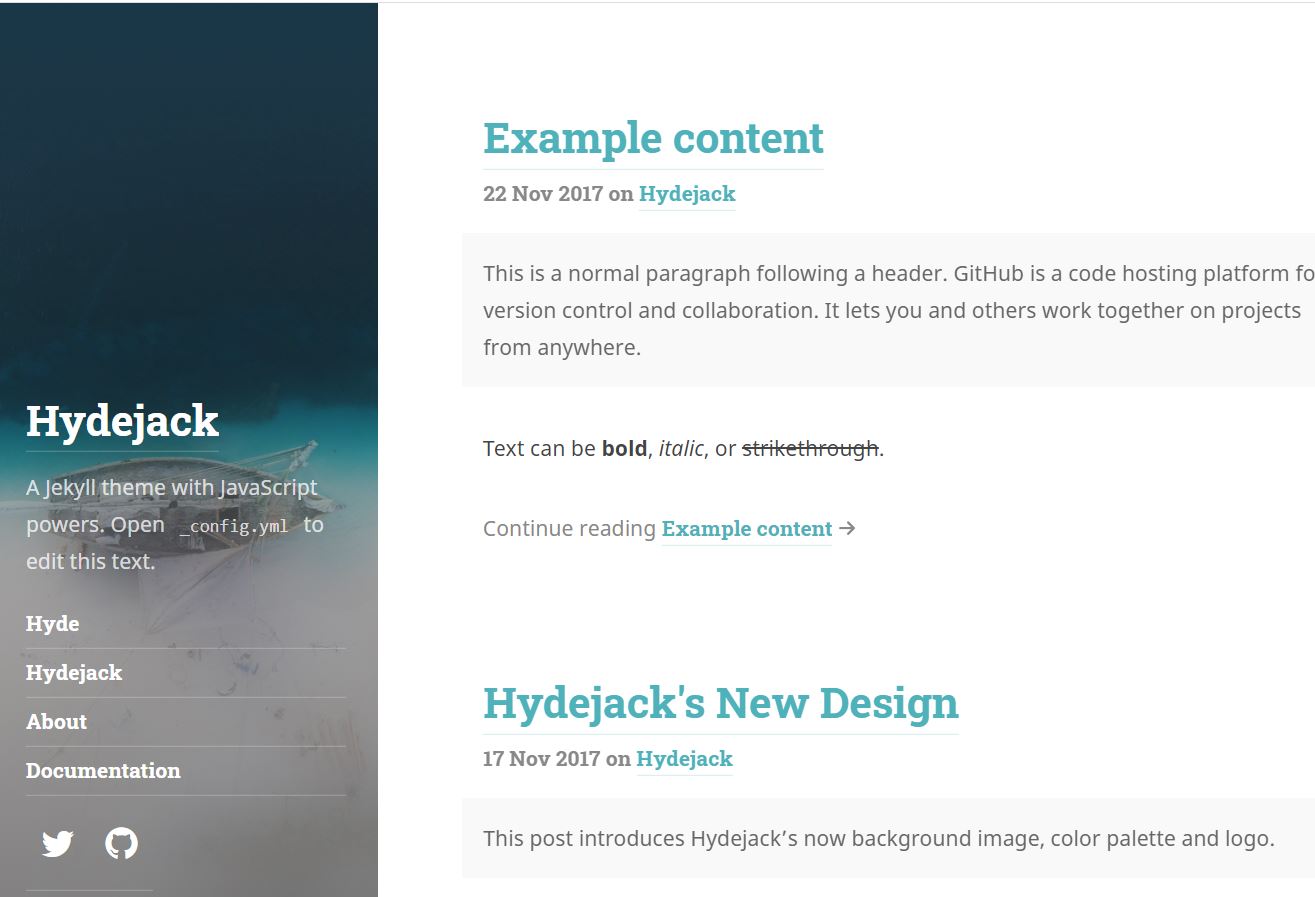 Hydejack
A Jekyll theme with JavaScript
powers. Open _config.yml to
edit this text.
Hyde
Hydejack
About
Documentation
Example content
22 Nov 2017 on Hydejack
This is a normal paragraph following a header. GitHub is a code hosting platform fo
version control and collaboration. It lets you and others work together on projects
from anywhere.
Text can be bold, italic, or strikethrough.
Continue reading Example content →
Hydejack's New Design
17 Nov 2017 on Hydejack
This post introduces Hydejack’s now background image, color palette and logo.